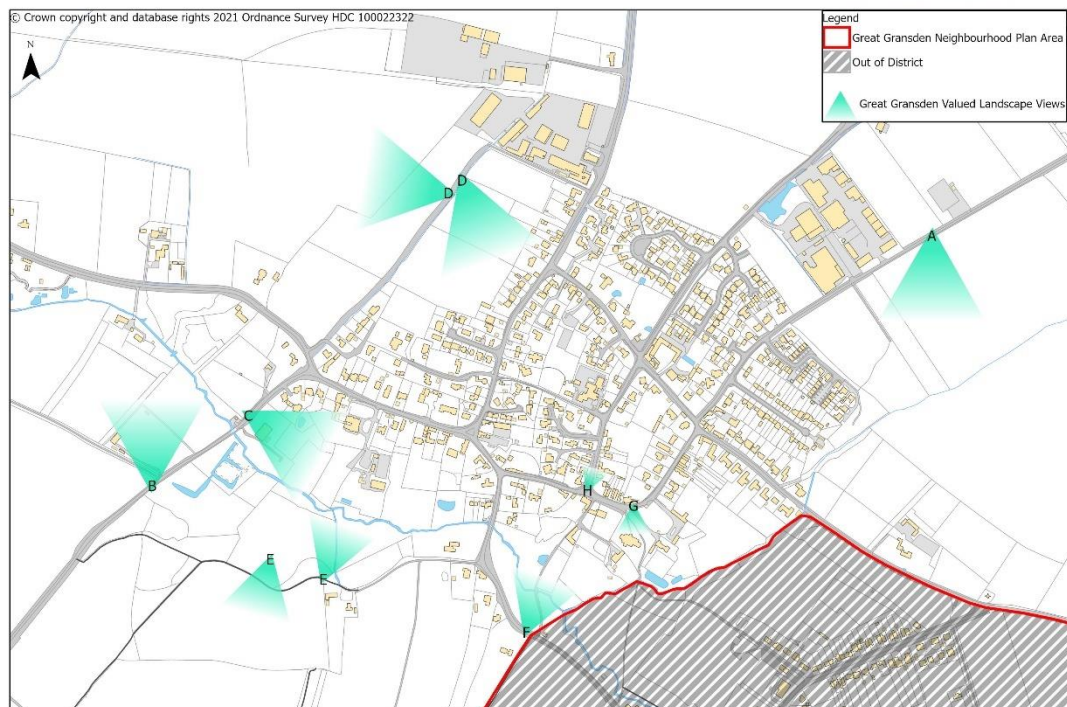 © Crown copyright and database rights 2021 Ordnance Survey HDC 100022322
Legend
Great Gransden Neighbourhood Plan Area
Out of District
Great Gransden Valued Landscape Views
N
D
D
A
C
B
H
G
E
E
F